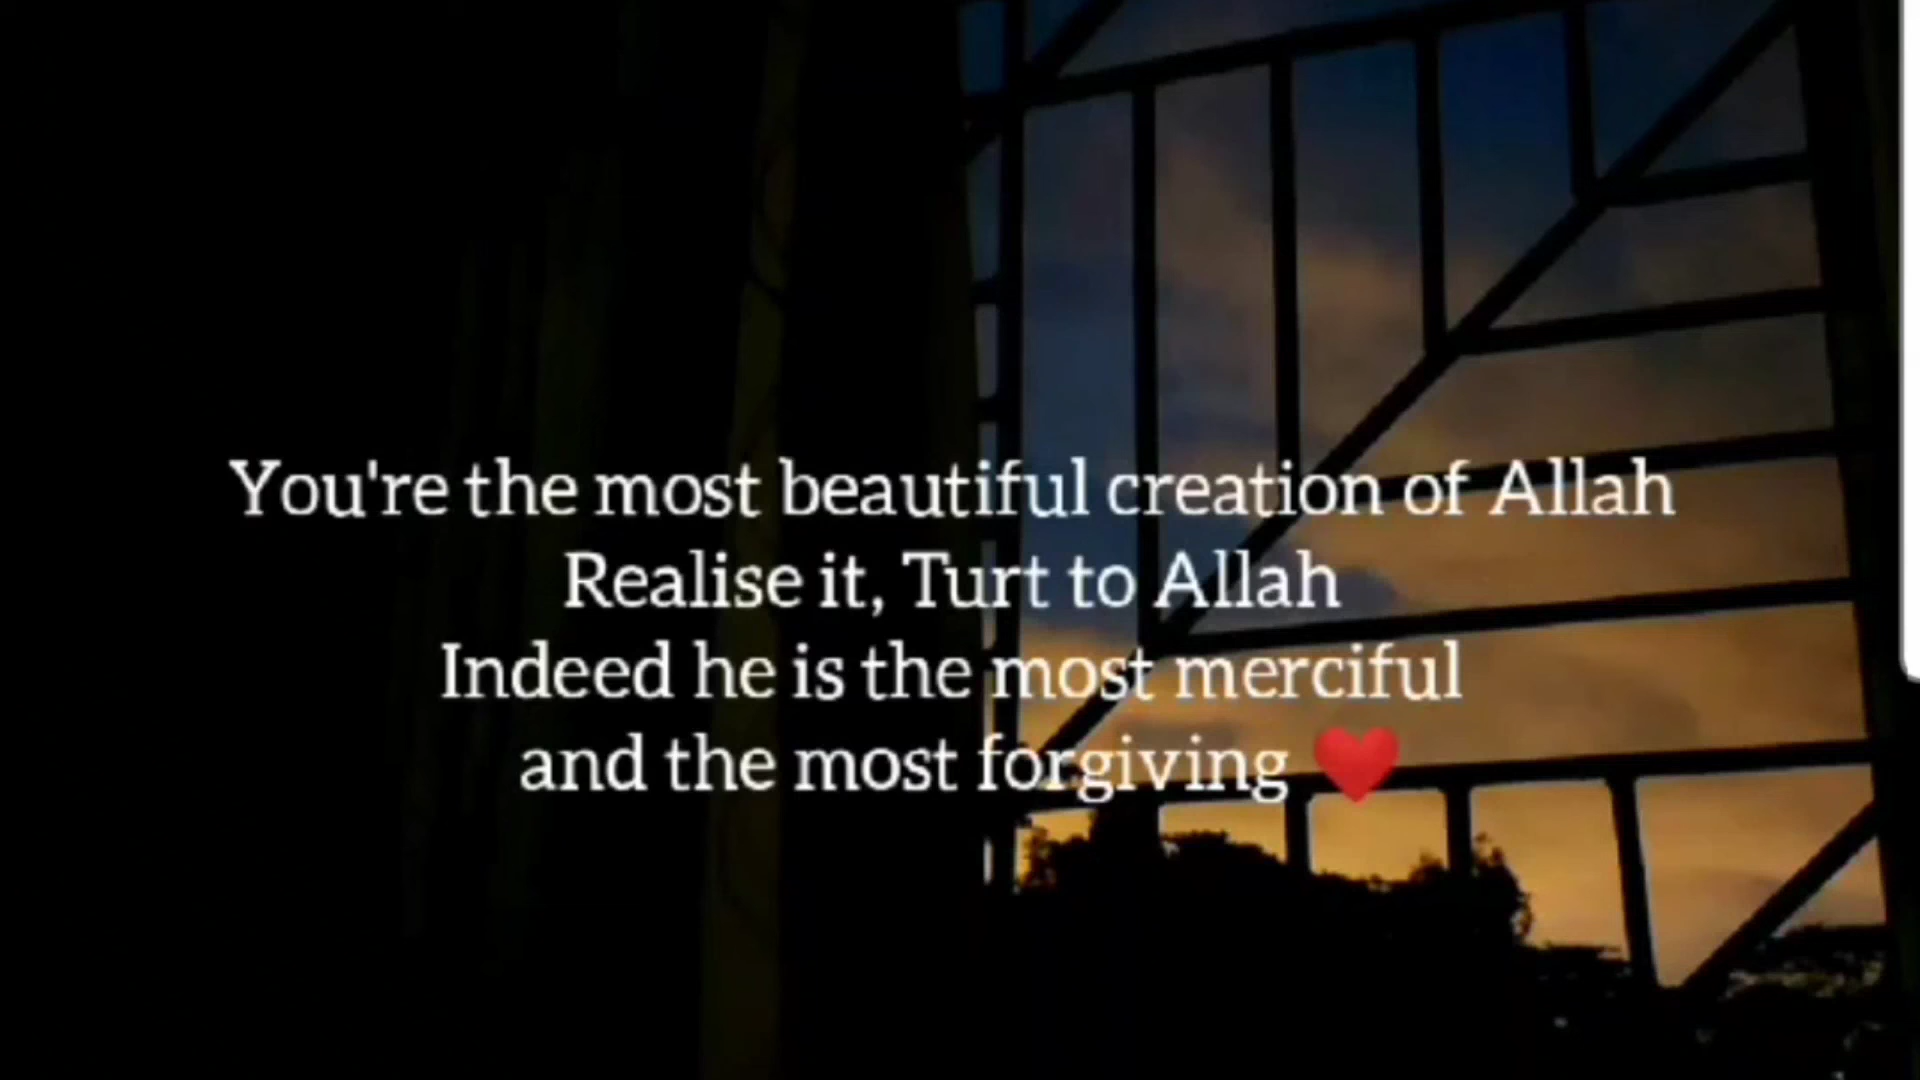 You're the most beautiful creation of Allah
Realise it, Turt to Allah
Indeed he is the most merciful
and the most forgiving ❤️